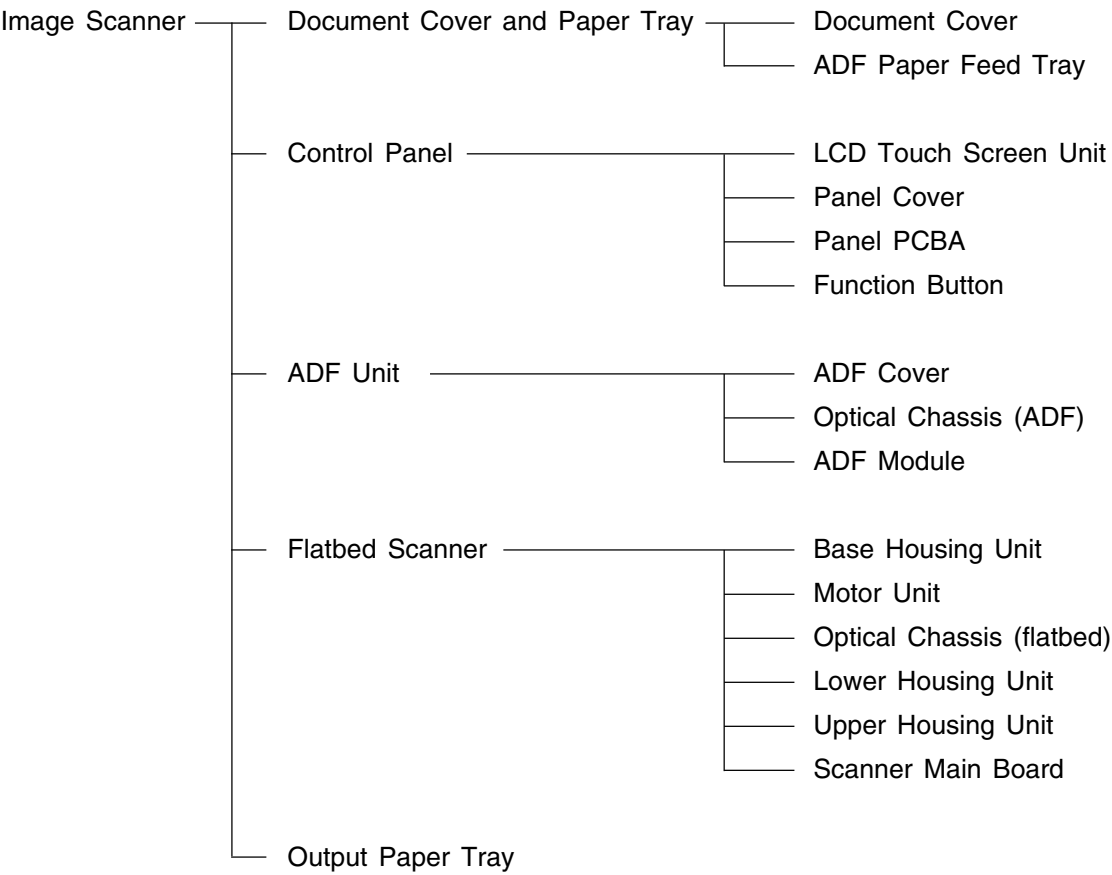 Image Scanner
Document Cover and Paper Tray
Document Cover
ADF Paper Feed Tray
Control Panel
LCD Touch Screen Unit
Panel Cover
Panel PCBA
Function Button
ADF Unit
ADF Cover
Optical Chassis (ADF)
ADF Module
Flatbed Scanner
Base Housing Unit
Motor Unit
Optical Chassis (flatbed)
Lower Housing Unit
Upper Housing Unit
Scanner Main Board
Output Paper Tray